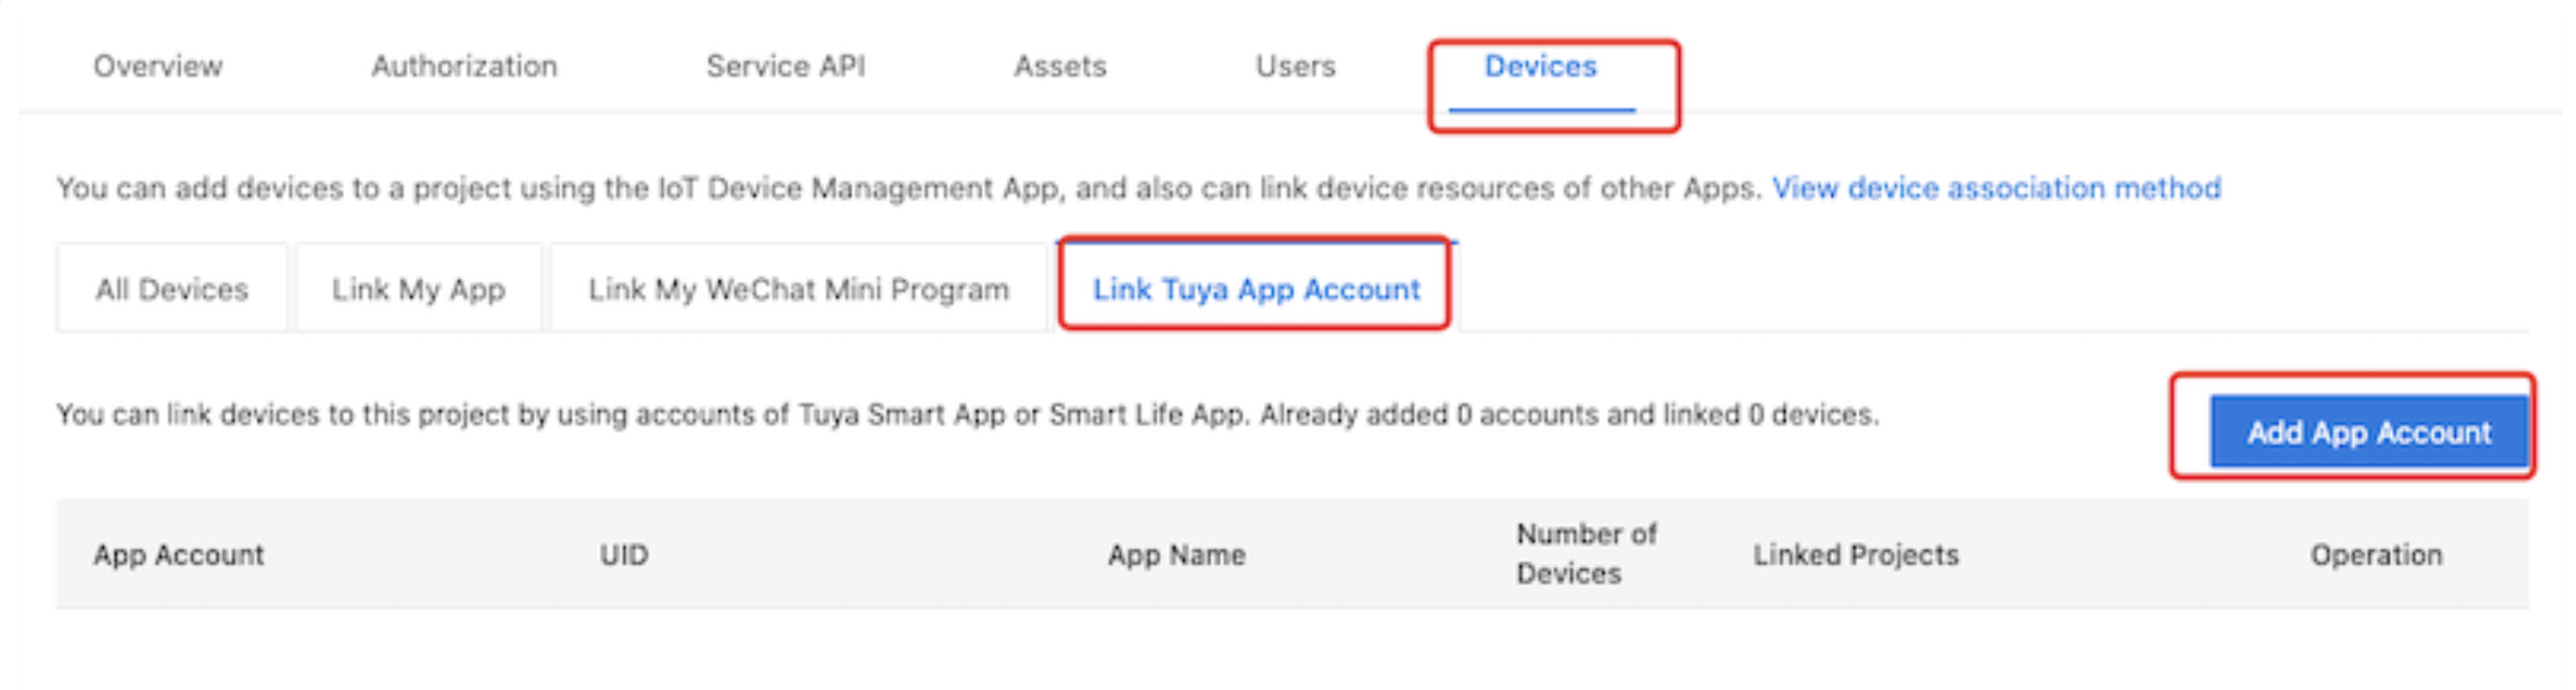 Overview Authorization Service API Assets Users Devices
You can add devices to a project using the IoT Device Management App, and also can link device resources of other Apps. View device association method
All Devices Link My App Link My WeChat Mini Program Link Tuya App Account
You can link devices to this project by using accounts of Tuya Smart App or Smart Life App. Already added 0 accounts and linked 0 devices.
Add App Account
App Account UID App Name Number of Devices Linked Projects Operation